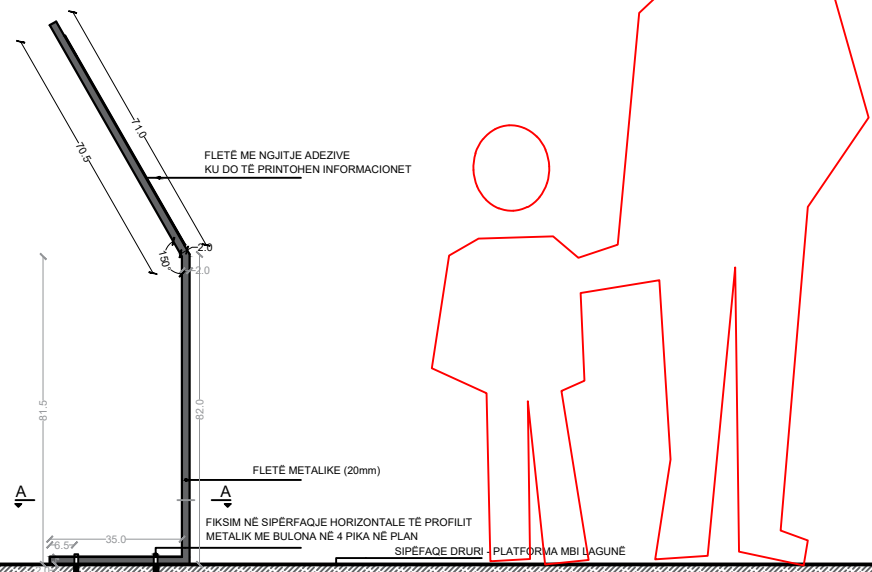 71.0
70.5
FLETË ME NGJITJE ADEZIVE
KU DO TË PRINTOHEN INFORMACIONET
2.0
150°
2.0
81.5
82.0
FLETË METALIKE (20mm)
A A
FIKSIM NË SIPËRFAQJE HORIZONTALE TË PROFILIT
METALIK ME BULONA NË 4 PIKA NË PLAN
35.0
6.5
SIPËFAQE DRURI - PLATFORMA MBI LAGUNË